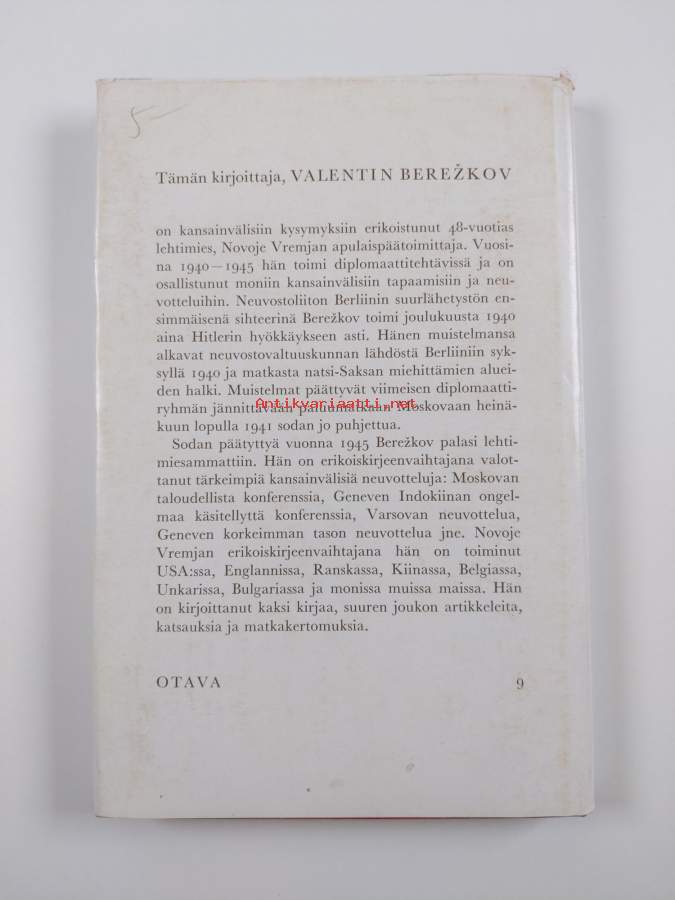 5-
Tämän kirjoittaja, VALENTIN BEREŽKOV
on kansainvälisiin kysymyksiin erikoistunut 48-vuotias
lehtimies, Novoje Vremjan apulaispäätoimittaja. Vuosi-
na 1940—1945 hän toimi diplomaattitehtävissä ja on
osallistunut moniin kansainvälisiin tapaamisiin ja neu-
votteluihin. Neuvostoliiton Berliinin suurlähetystön en-
simmäisenä sihteerinä Berežkov toimi joulukuusta 1940
aina Hitlerin hyökkäykseen asti. Hänen muistelmansa
alkavat neuvostovaltuuskunnan lähdöstä Berliiniin syk-
syllä 1940 ja matkasta natsi-Saksan miehittämien aluei-
den halki. Muistelmat päättyvät viimeisen diplomaatti-
ryhmän jännittävään paluumatkaan Moskovaan heinä-
kuun lopulla 1941 sodan jo puhjettua.
Antikvariaatti.net
Sodan päätyttyä vuonna 1945 Berežkov palasi lehti-
miesammattiin. Hän on erikoiskirjeenvaihtajana valot-
tanut tärkeimpiä kansainvälisiä neuvotteluja: Moskovan
taloudellista konferenssia, Geneven Indokiinan ongel-
maa käsitellyttä konferenssia, Varsovan neuvottelua,
Geneven korkeimman tason neuvottelua jne. Novoje
Vremjan erikoiskirjeenvaihtajana hän on toiminut
USA:ssa, Englannissa, Ranskassa, Kiinassa, Belgiassa,
Unkarissa, Bulgariassa ja monissa muissa maissa. Hän
on kirjoittanut kaksi kirjaa, suuren joukon artikkeleita,
katsauksia ja matkakertomuksia.
OTAVA 9